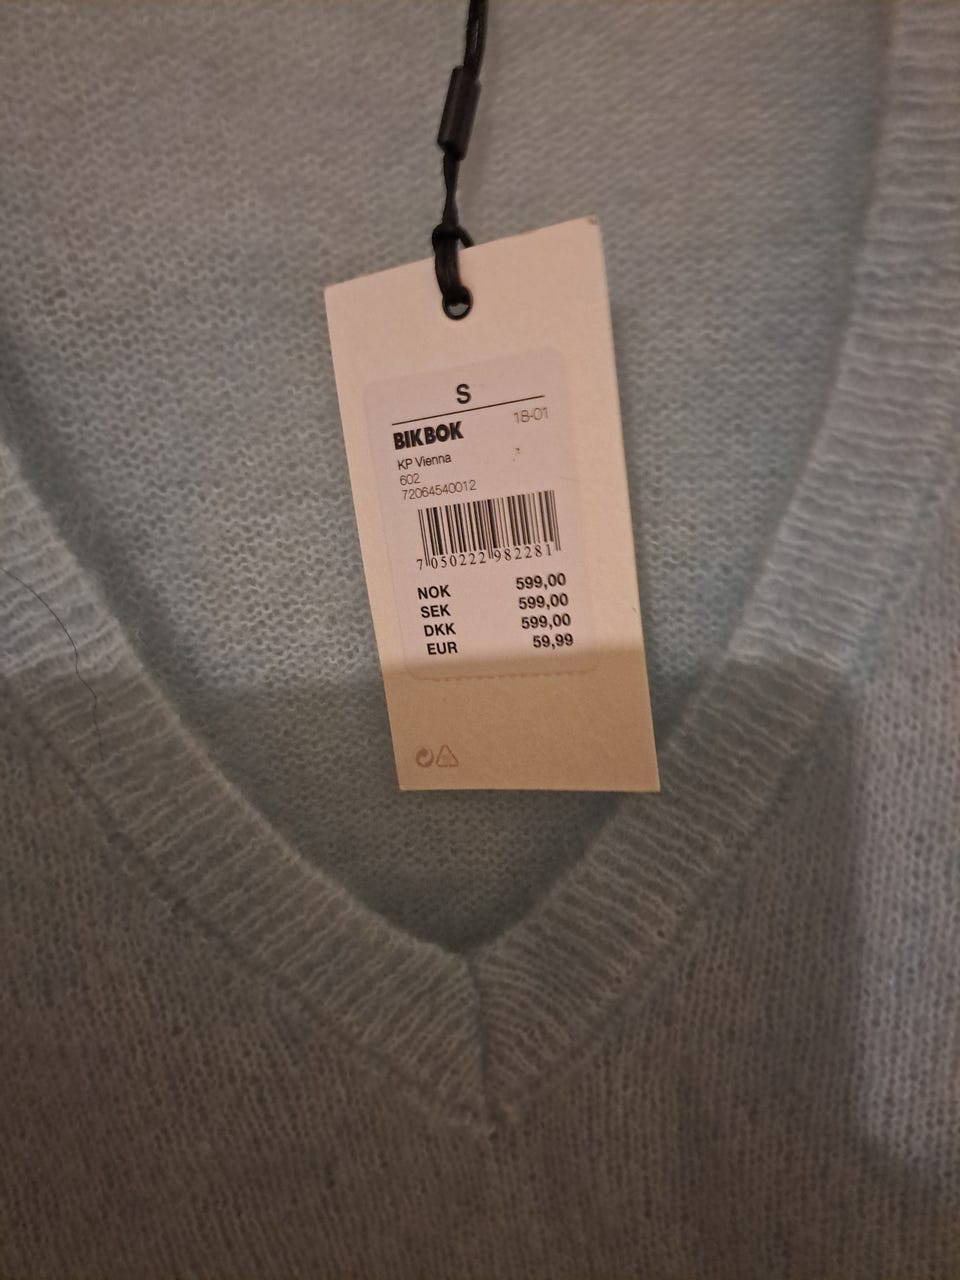 S
BIKBOK 18-01
KP Vienna
602
72064540012
7 050222 982281
NOK 599,00
SEK 599,00
DKK 599,00
EUR 59,99